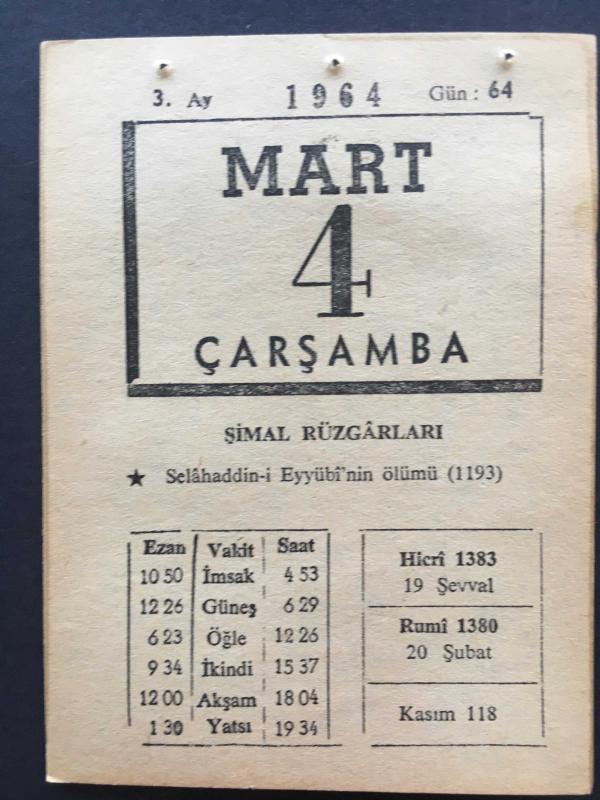 3. Ay 1964 Gün : 64
MART
4
ÇARŞAMBA
ŞİMAL RÜZGÂRLARI
★ Selâhaddin-i Eyyübî'nin ölümü (1193)
Ezan Vakit Saat
10 50 İmsak 4 53
12 26 Güneş 6 29
6 23 Öğle 12 26
9 34 İkindi 15 37
12 00 Akşam 18 04
1 30 Yatsı 19 34
Hicrî 1383
19 Şevval
Rumî 1380
20 Şubat
Kasım 118